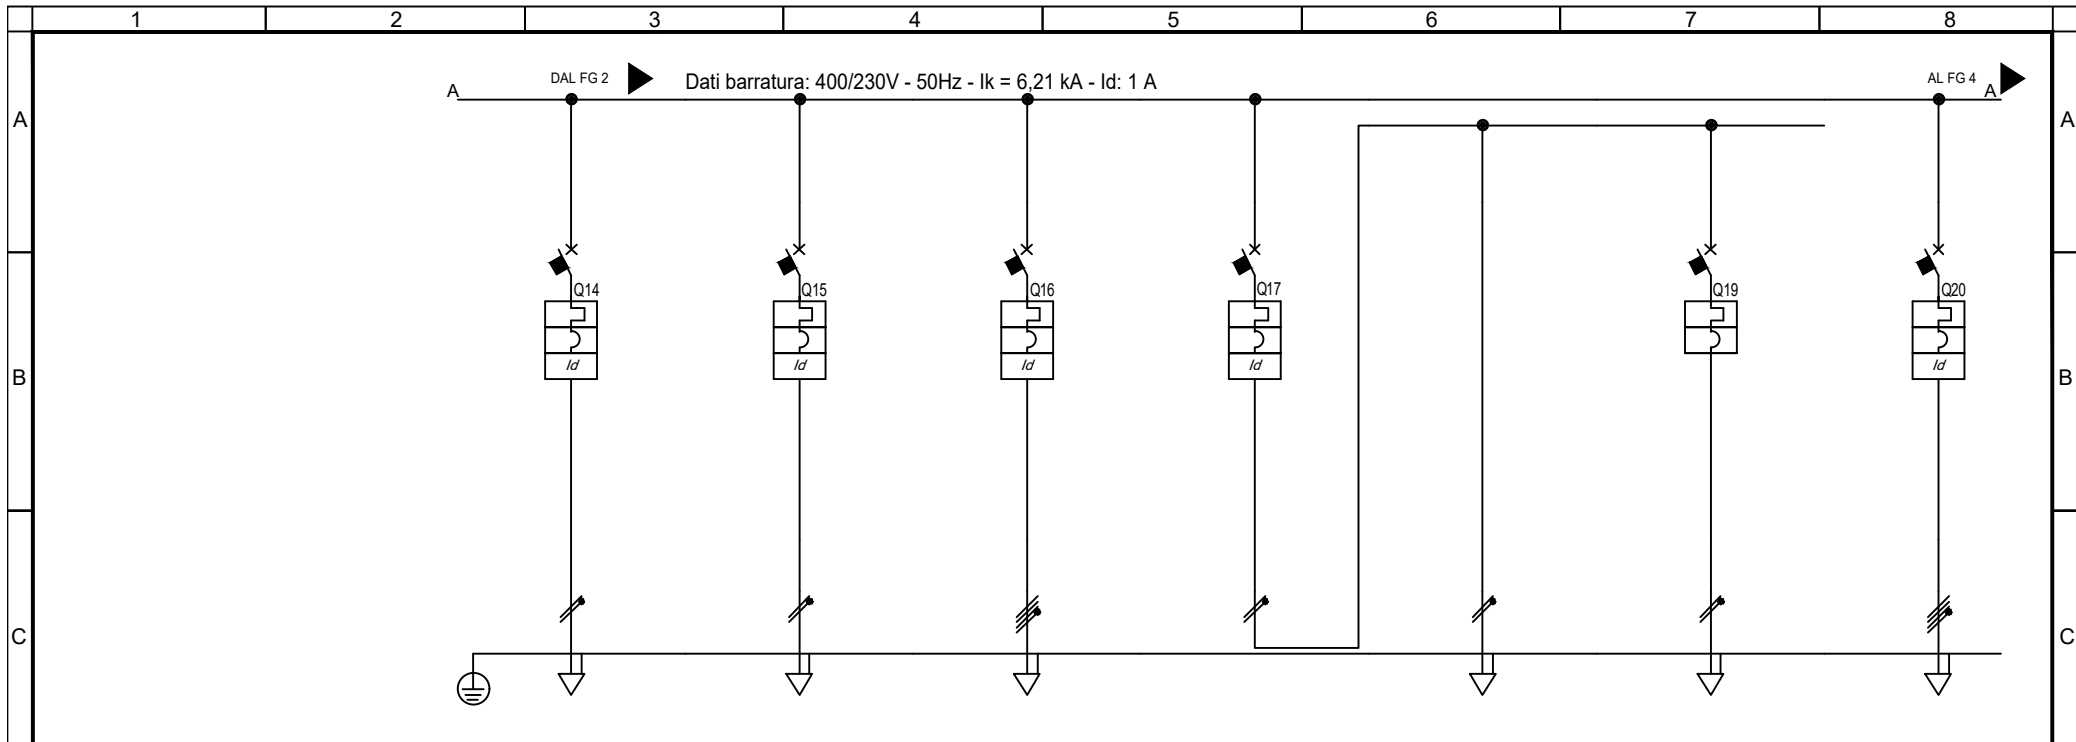 1 2 3 4 5 6 7 8
DAL FG 2 Dati barratura: 400/230V - 50Hz - Ik = 6,21 kA - Id: 1 A AL FG 4
A A
A A
Q14 Q15 Q16 Q17 Q19 Q20
Id Id Id Id Id
B B
C C